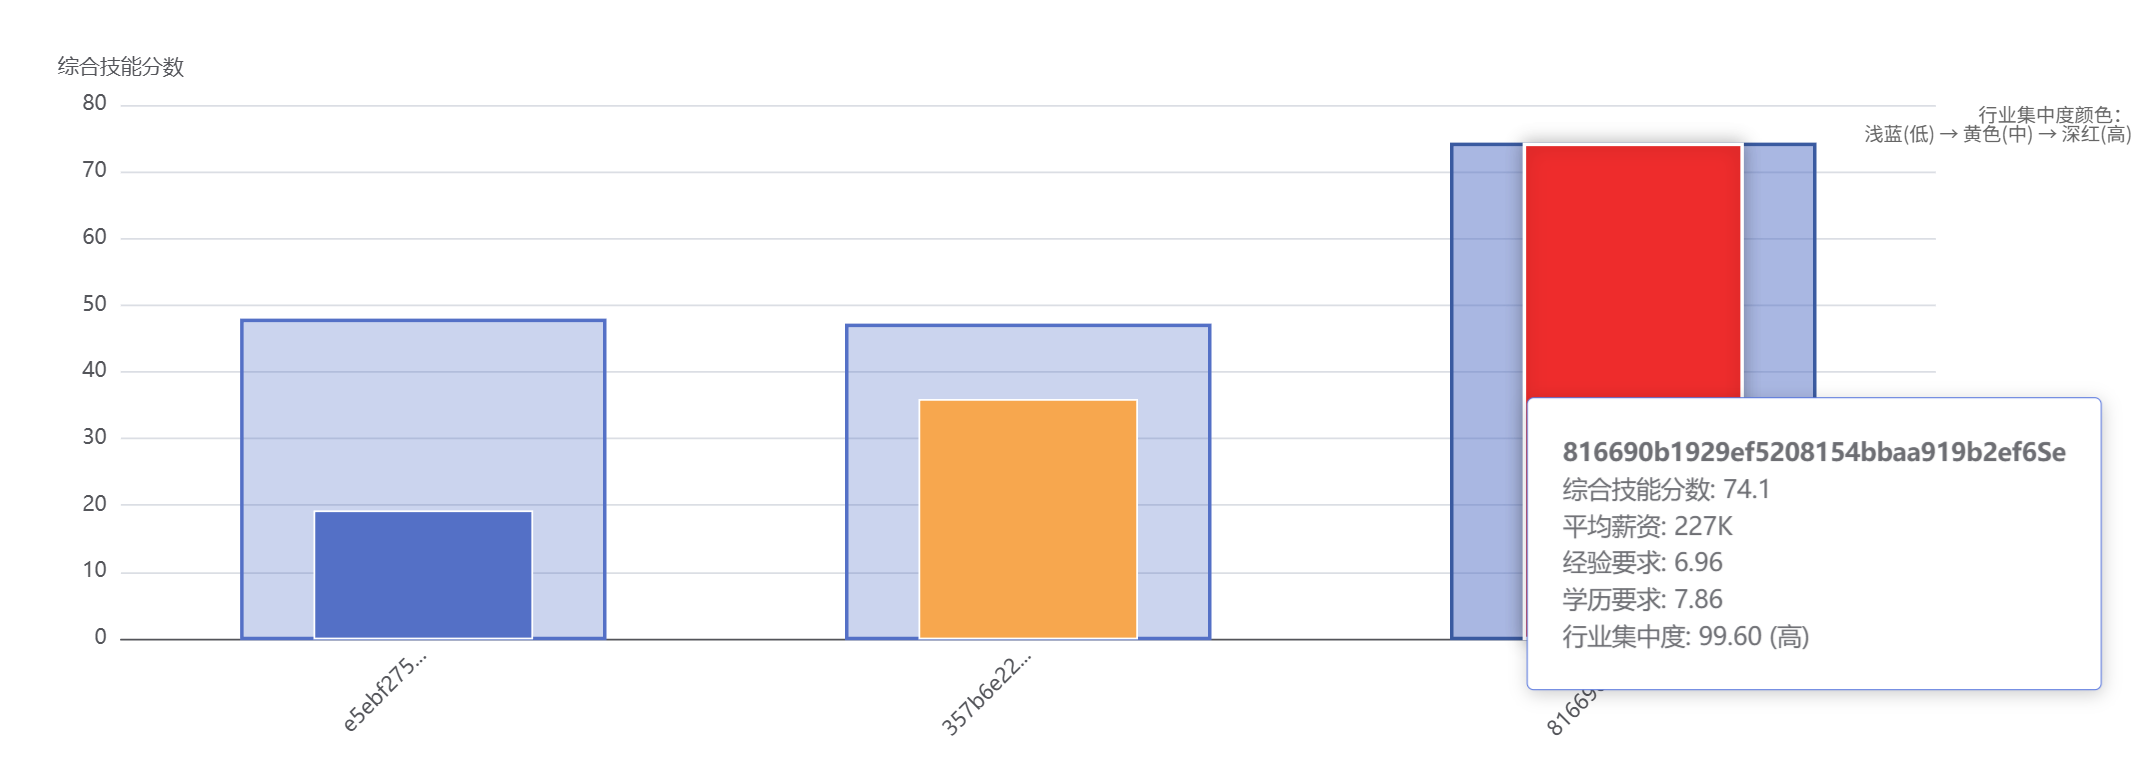 综合技能分数
80
行业集中度颜色：
浅蓝(低) → 黄色(中) → 深红(高)
70
60
50
40
30
20
10
0
816690b1929ef5208154bbaa919b2ef6Se
综合技能分数: 74.1
平均薪资: 227K
经验要求: 6.96
学历要求: 7.86
行业集中度: 99.60 (高)
e5ebf275...
357b6e22...
8166